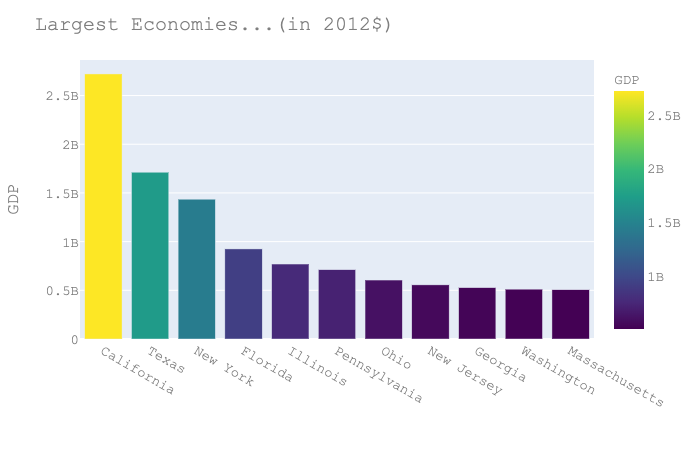 Largest Economies...(in 2012$)
GDP
2.5B
2B
1.5B
1B
0.5B
0
California
Texas
New York
Florida
Illinois
Pennsylvania
Ohio
New Jersey
Georgia
Washington
Massachusetts
GDP
2.5B
2B
1.5B
1B